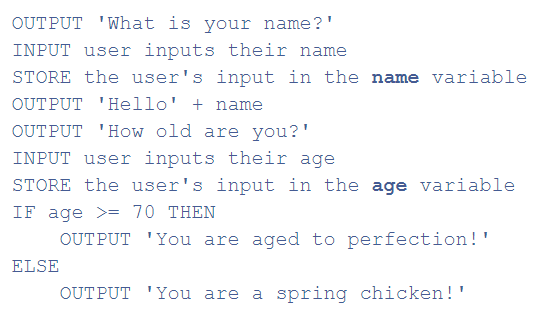 OUTPUT 'What is your name?'
INPUT user inputs their name
STORE the user's input in the name variable
OUTPUT 'Hello' + name
OUTPUT 'How old are you?'
INPUT user inputs their age
STORE the user's input in the age variable
IF age >= 70 THEN
    OUTPUT 'You are aged to perfection!'
ELSE
    OUTPUT 'You are a spring chicken!'